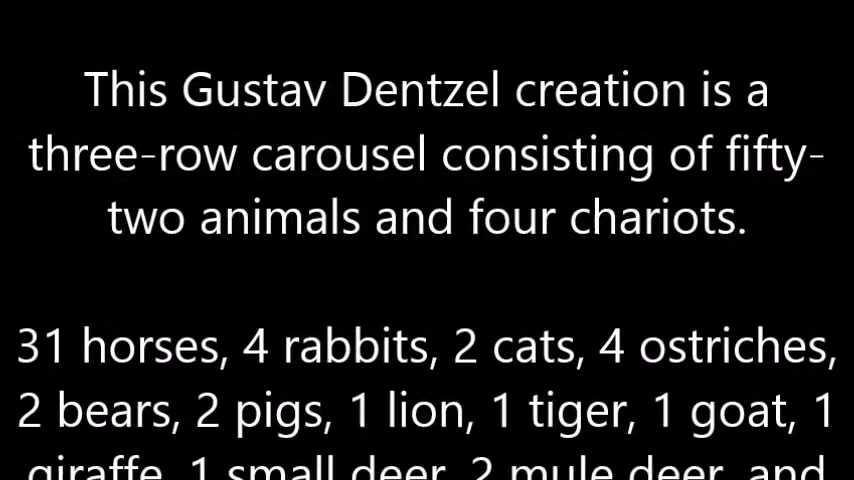 This Gustav Dentzel creation is a
three-row carousel consisting of fifty-
two animals and four chariots.
31 horses, 4 rabbits, 2 cats, 4 ostriches,
2 bears, 2 pigs, 1 lion, 1 tiger, 1 goat, 1
giraffe, 1 small deer, 2 mule deer, and